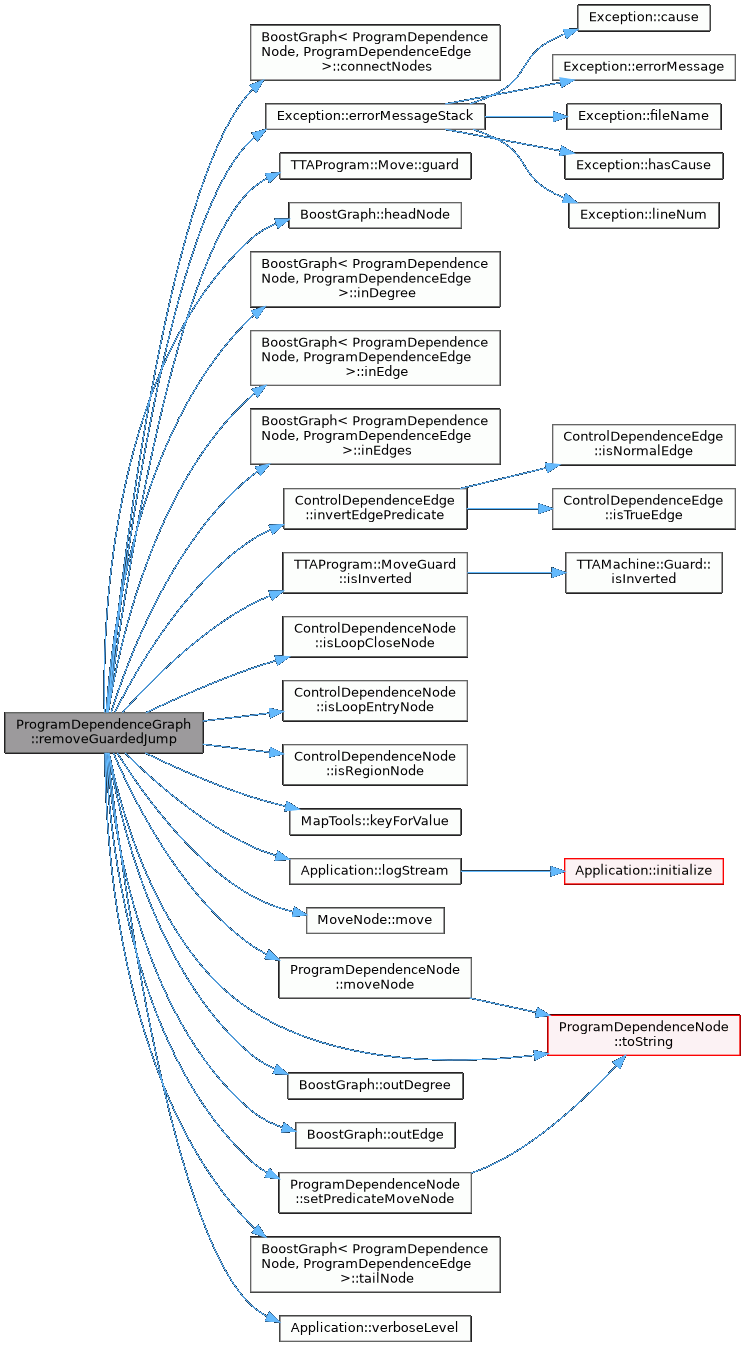 ProgramDependenceGraph
::removeGuardedJump
BoostGraph< ProgramDependence
Node, ProgramDependenceEdge
>::connectNodes
Exception::errorMessageStack
Exception::cause
Exception::errorMessage
Exception::fileName
Exception::hasCause
Exception::lineNum
TTAProgram::Move::guard
BoostGraph::headNode
BoostGraph< ProgramDependence
Node, ProgramDependenceEdge
>::inDegree
BoostGraph< ProgramDependence
Node, ProgramDependenceEdge
>::inEdge
BoostGraph< ProgramDependence
Node, ProgramDependenceEdge
>::inEdges
ControlDependenceEdge
::invertEdgePredicate
ControlDependenceEdge
::isNormalEdge
ControlDependenceEdge
::isTrueEdge
TTAProgram::MoveGuard
::isInverted
TTAMachine::Guard::
isInverted
ControlDependenceNode
::isLoopCloseNode
ControlDependenceNode
::isLoopEntryNode
ControlDependenceNode
::isRegionNode
MapTools::keyForValue
Application::logStream
Application::initialize
MoveNode::move
ProgramDependenceNode
::moveNode
ProgramDependenceNode
::toString
BoostGraph::outDegree
BoostGraph::outEdge
ProgramDependenceNode
::setPredicateMoveNode
BoostGraph< ProgramDependence
Node, ProgramDependenceEdge
>::tailNode
Application::verboseLevel